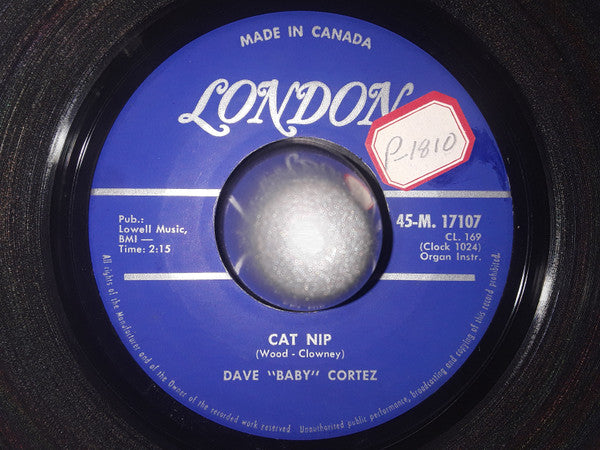 MADE IN CANADA
LONDON
P-1810
Pub.:
Lowell Music,
BMI —
Time: 2:15
45-M. 17107
CL. 169
(Clock 1024)
Organ Instr.
CAT NIP
(Wood - Clowney)
DAVE "BABY" CORTEZ
All rights of the Manufacturer and of the Owner of the recorded work reserved. Unauthorised public performance, broadcasting and copying of this record prohibited.